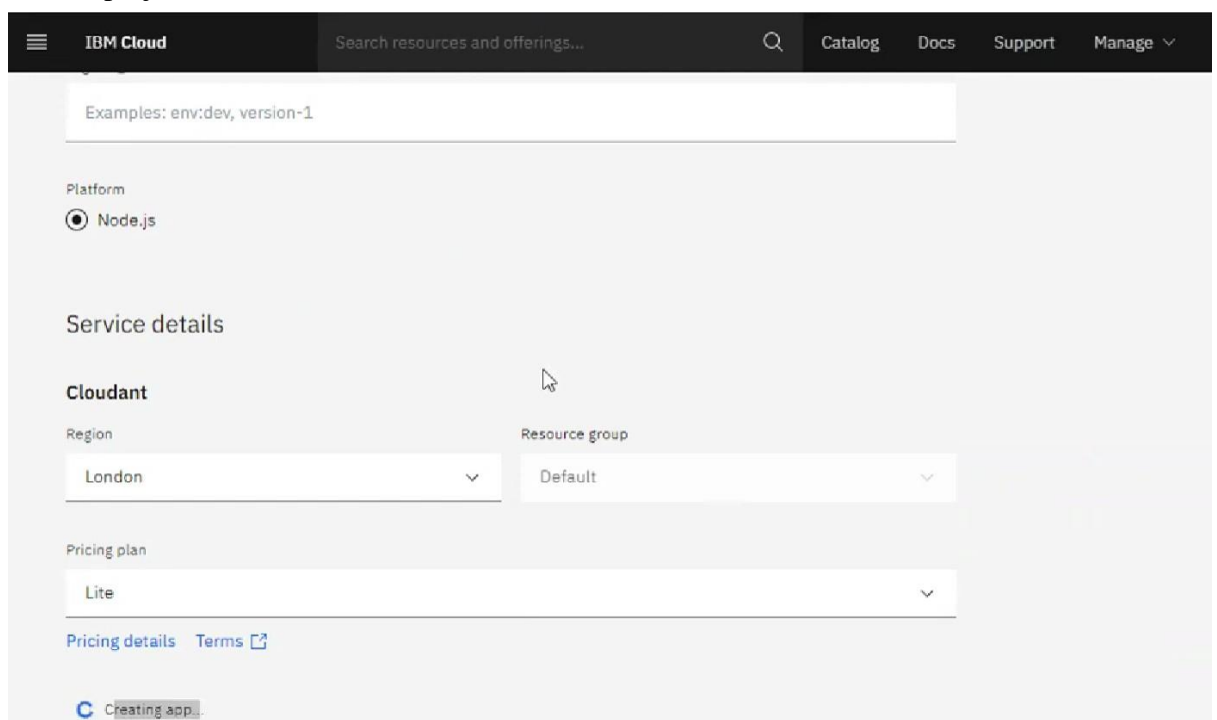 IBM Cloud Search resources and offerings... Catalog Docs Support Manage
Examples: env:dev, version-1
Platform
Node.js
Service details
Cloudant
Region Resource group
London Default
Pricing plan
Lite
Pricing details Terms
Creating app...